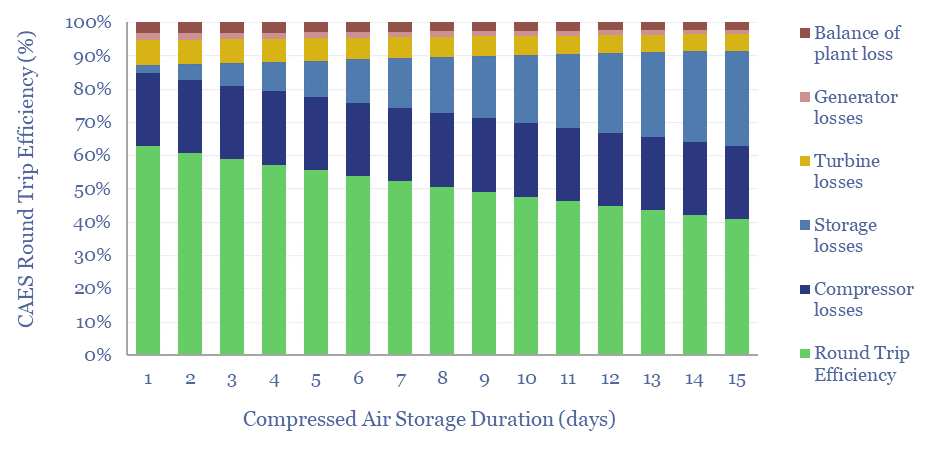 CAES Round Trip Efficiency (%)
100%
90%
80%
70%
60%
50%
40%
30%
20%
10%
0%
1 2 3 4 5 6 7 8 9 10 11 12 13 14 15
Compressed Air Storage Duration (days)
Balance of
plant loss
Generator
losses
Turbine
losses
Storage
losses
Compressor
losses
Round Trip
Efficiency